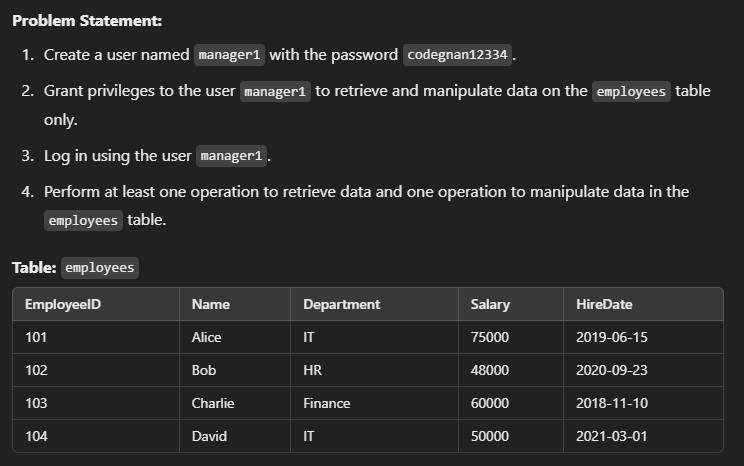 Problem Statement:
1. Create a user named manager1 with the password codegnan12334.
2. Grant privileges to the user manager1 to retrieve and manipulate data on the employees table
only.
3. Log in using the user manager1.
4. Perform at least one operation to retrieve data and one operation to manipulate data in the
employees table.
Table: employees
EmployeeID Name Department Salary HireDate
101 Alice IT 75000 2019-06-15
102 Bob HR 48000 2020-09-23
103 Charlie Finance 60000 2018-11-10
104 David IT 50000 2021-03-01